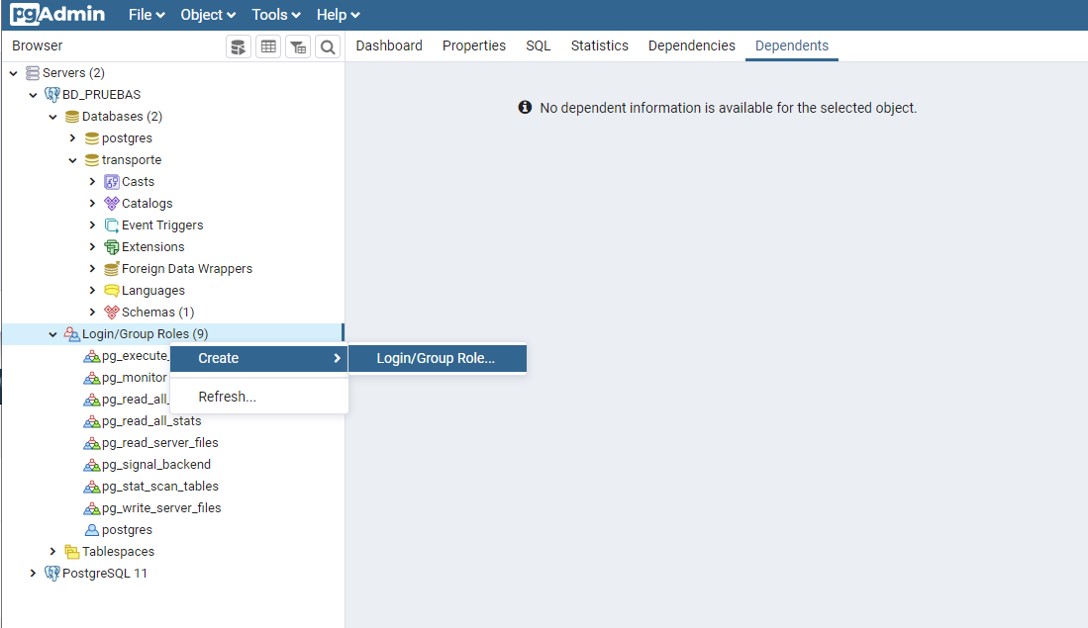 pgAdmin File Object Tools Help
Browser Dashboard Properties SQL Statistics Dependencies Dependents
Servers (2)
BD_PRUEBAS
No dependent information is available for the selected object.
Databases (2)
postgres
transporte
Casts
Catalogs
Event Triggers
Extensions
Foreign Data Wrappers
Languages
Schemas (1)
Login/Group Roles (9)
pg_execute_
Create Login/Group Role...
pg_monitor
pg_read_all_
Refresh...
pg_read_all_stats
pg_read_server_files
pg_signal_backend
pg_stat_scan_tables
pg_write_server_files
postgres
Tablespaces
PostgreSQL 11